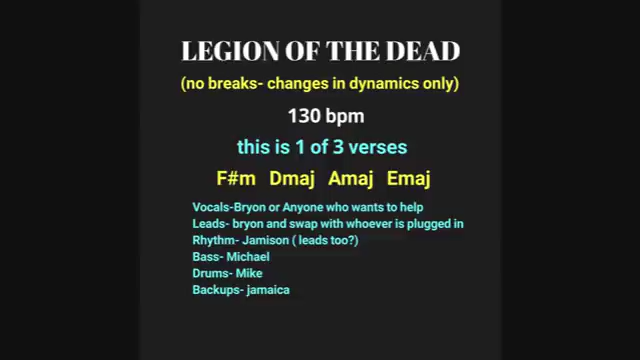 LEGION OF THE DEAD
(no breaks- changes in dynamics only)
130 bpm
this is 1 of 3 verses
F#m Dmaj Amaj Emaj
Vocals-Bryon or Anyone who wants to help
Leads- bryon and swap with whoever is plugged in
Rhythm- Jamison ( leads too?)
Bass- Michael
Drums- Mike
Backups- jamaica